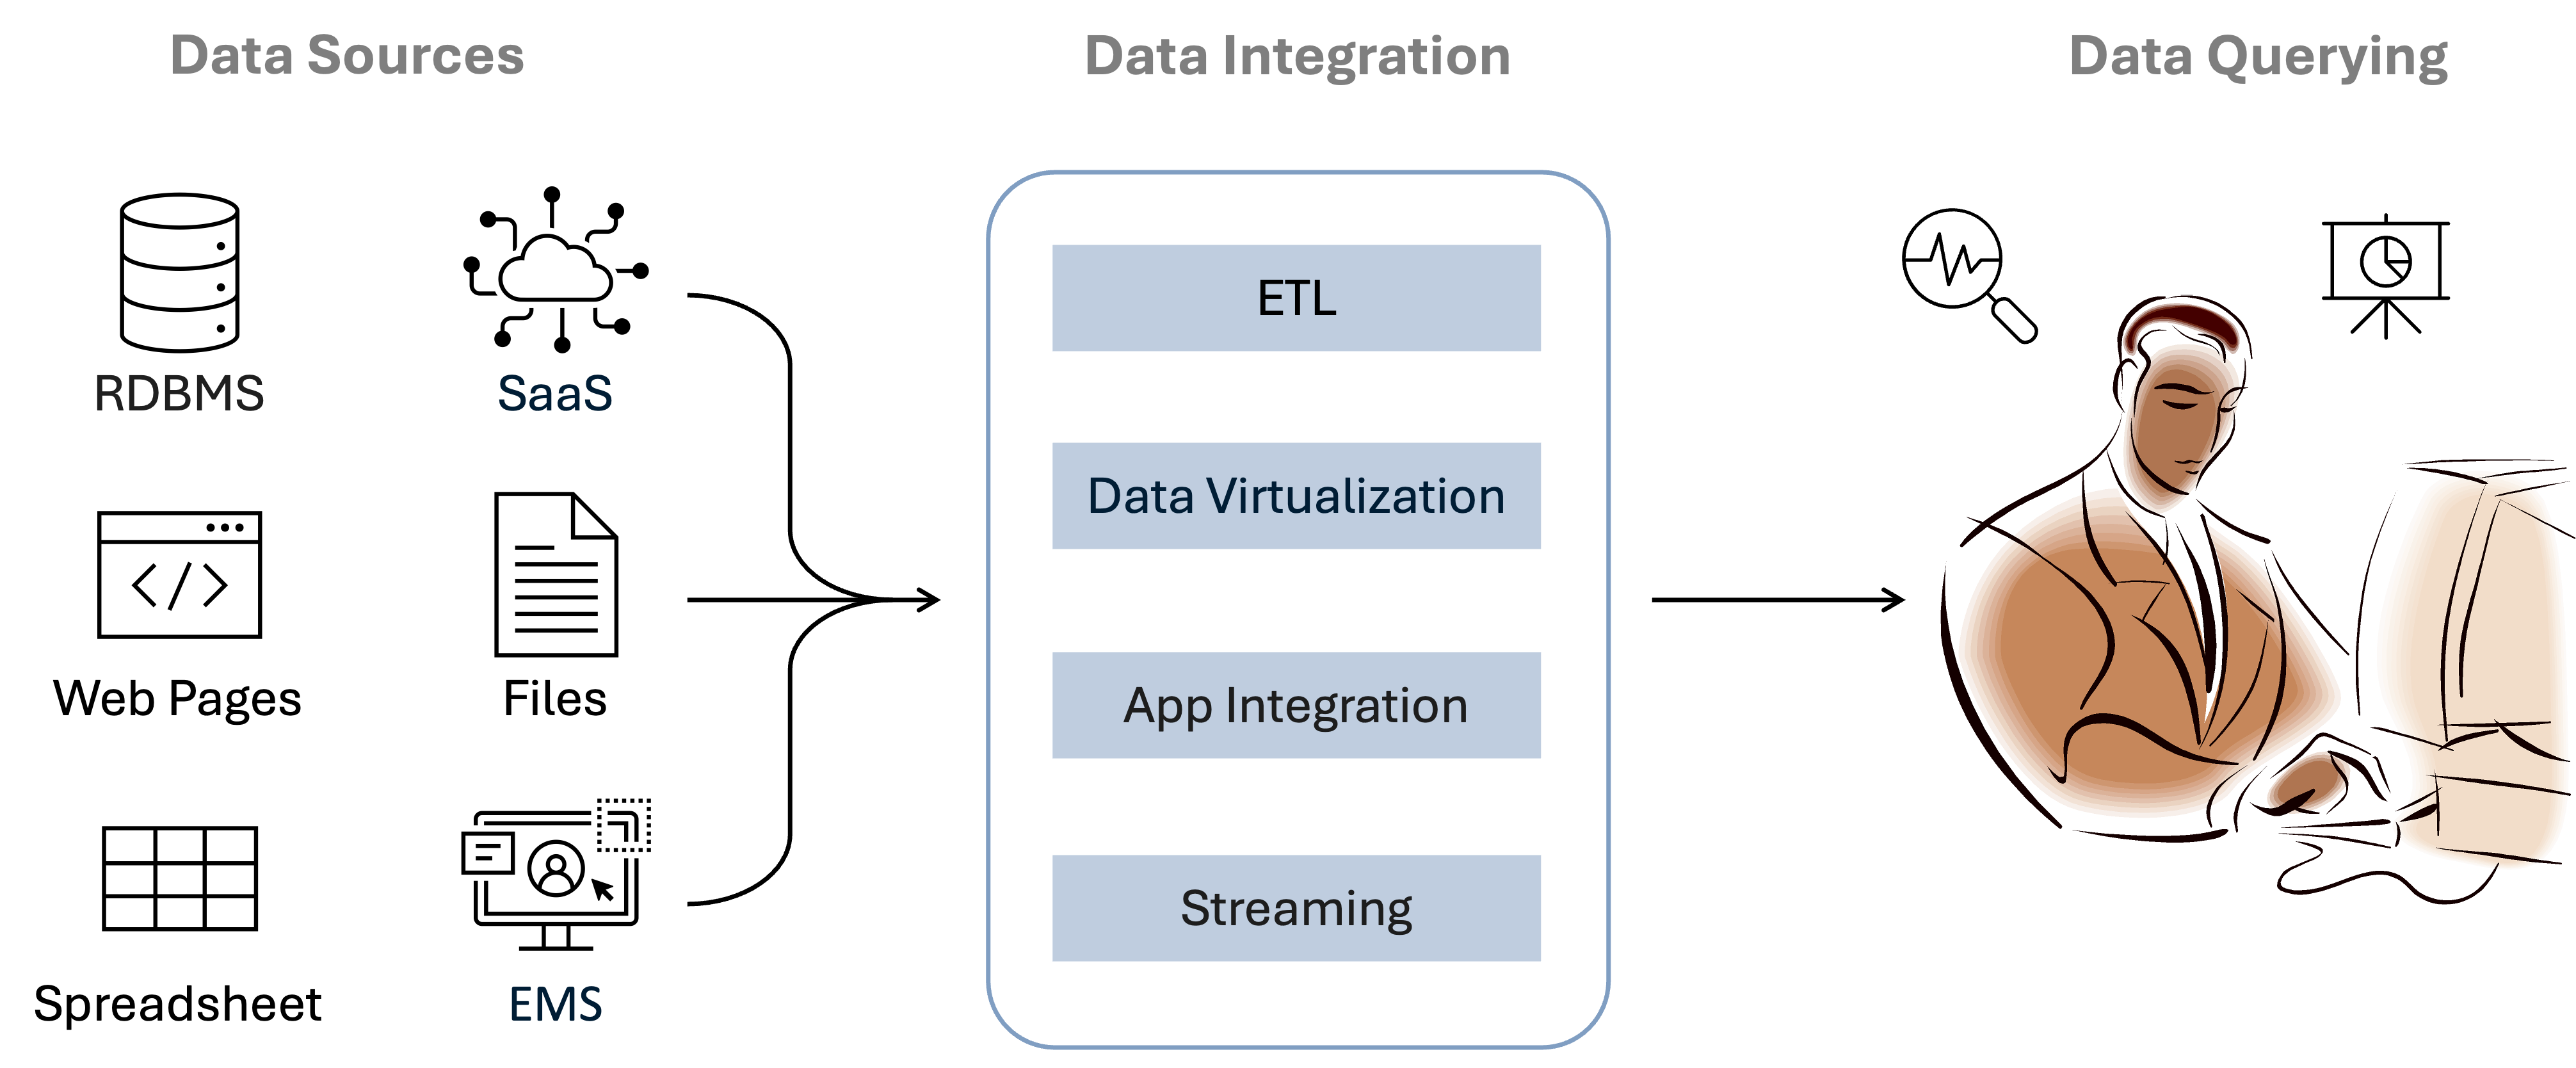 Data Sources
Data Integration
Data Querying
RDBMS
SaaS
Web Pages
Files
Spreadsheet
EMS
ETL
Data Virtualization
App Integration
Streaming